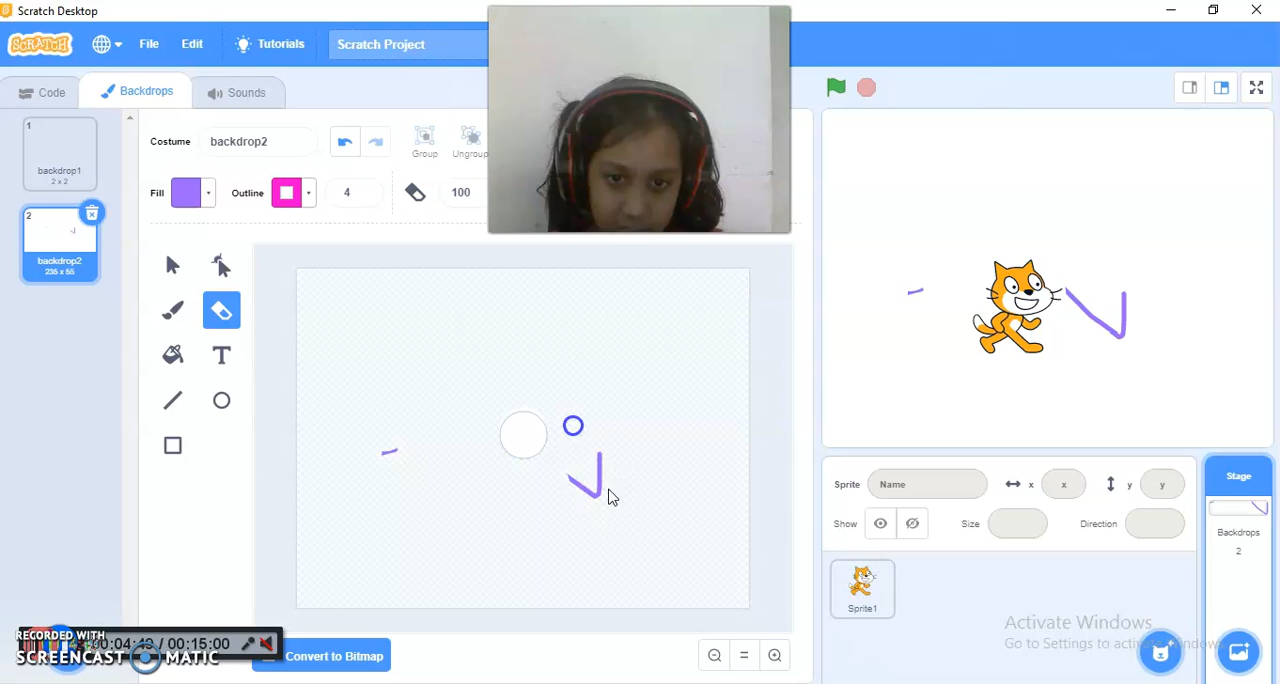 Scratch Desktop
SCRATCH File Edit Tutorials Scratch Project
Code Backdrops Sounds
1
backdrop1
2 x 2
2
backdrop2
235 x 55
Costume backdrop2 Group Ungroup
Fill Outline 4 100
T
Convert to Bitmap
Sprite Name x x y y
Show Size Direction
Sprite1
Stage
Backdrops
2
Activate Windows
Go to Settings to activate Windows.
RECORDED WITH
SCREENCAST MATIC
00:04:49 / 00:15:00